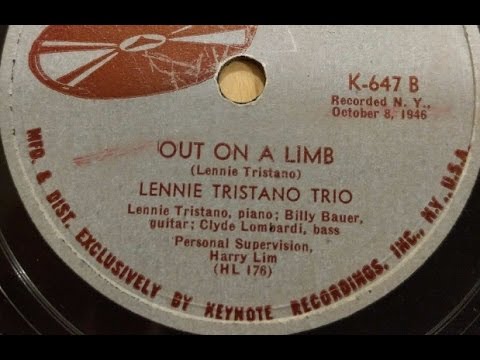 K-647 B
Recorded N. Y.,
October 8, 1946
OUT ON A LIMB
(Lennie Tristano)
LENNIE TRISTANO TRIO
Lennie Tristano, piano; Billy Bauer,
guitar; Clyde Lombardi, bass
Personal Supervision,
Harry Lim
(HL 176)
MFD. & DIST. EXCLUSIVELY BY KEYNOTE RECORDINGS, INC., N.Y., U.S.A.